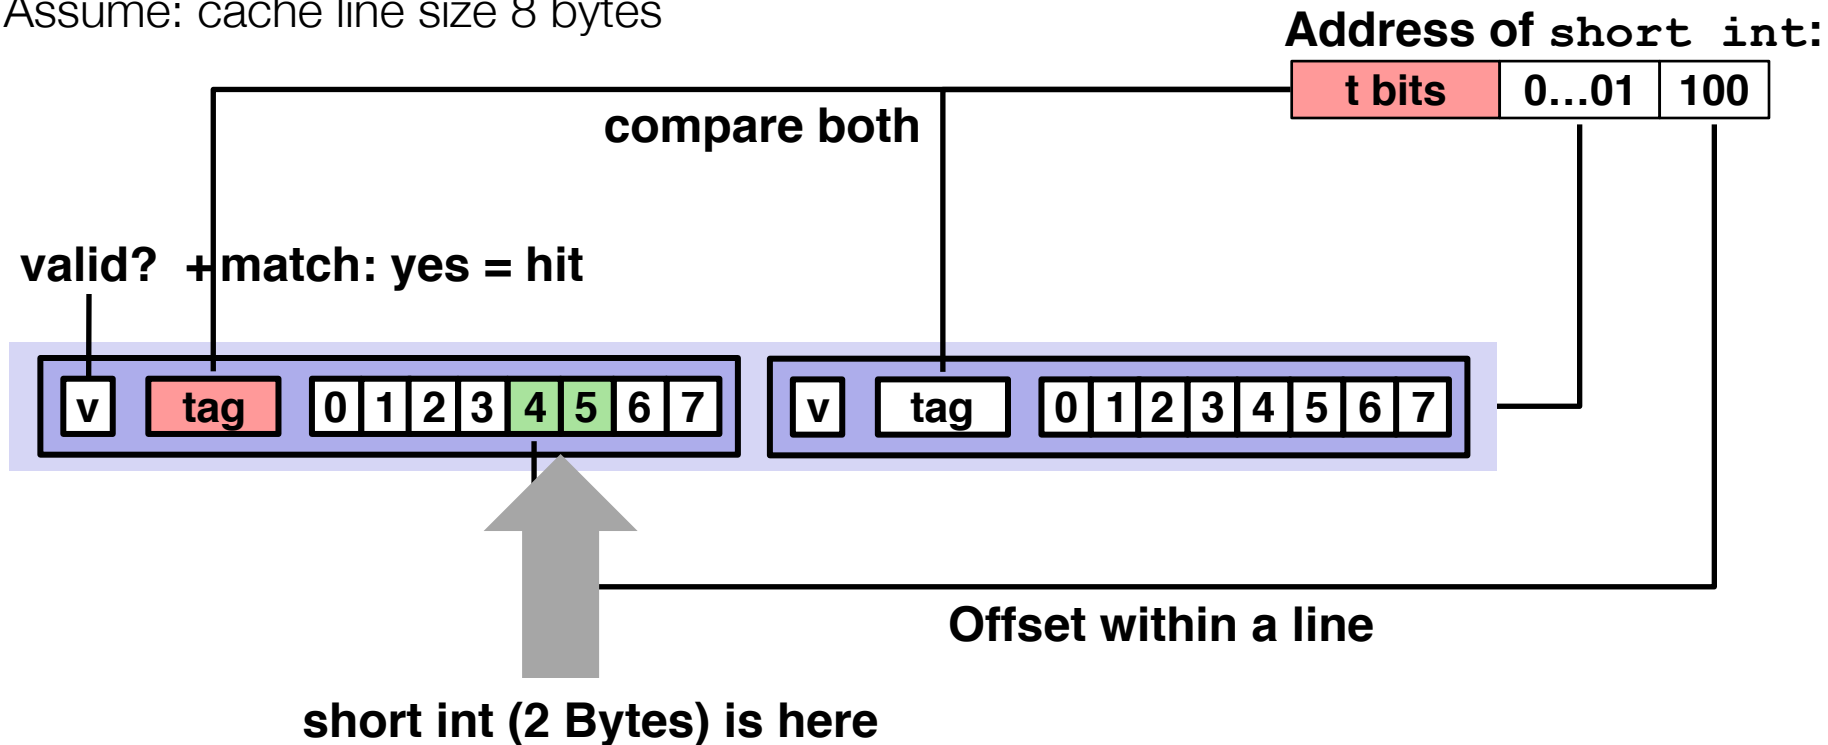 Assume: cache line size 8 bytes
Address of short int:
t bits 0...01 100
compare both
valid? + match: yes = hit
v tag 0 1 2 3 4 5 6 7 v tag 0 1 2 3 4 5 6 7
Offset within a line
short int (2 Bytes) is here